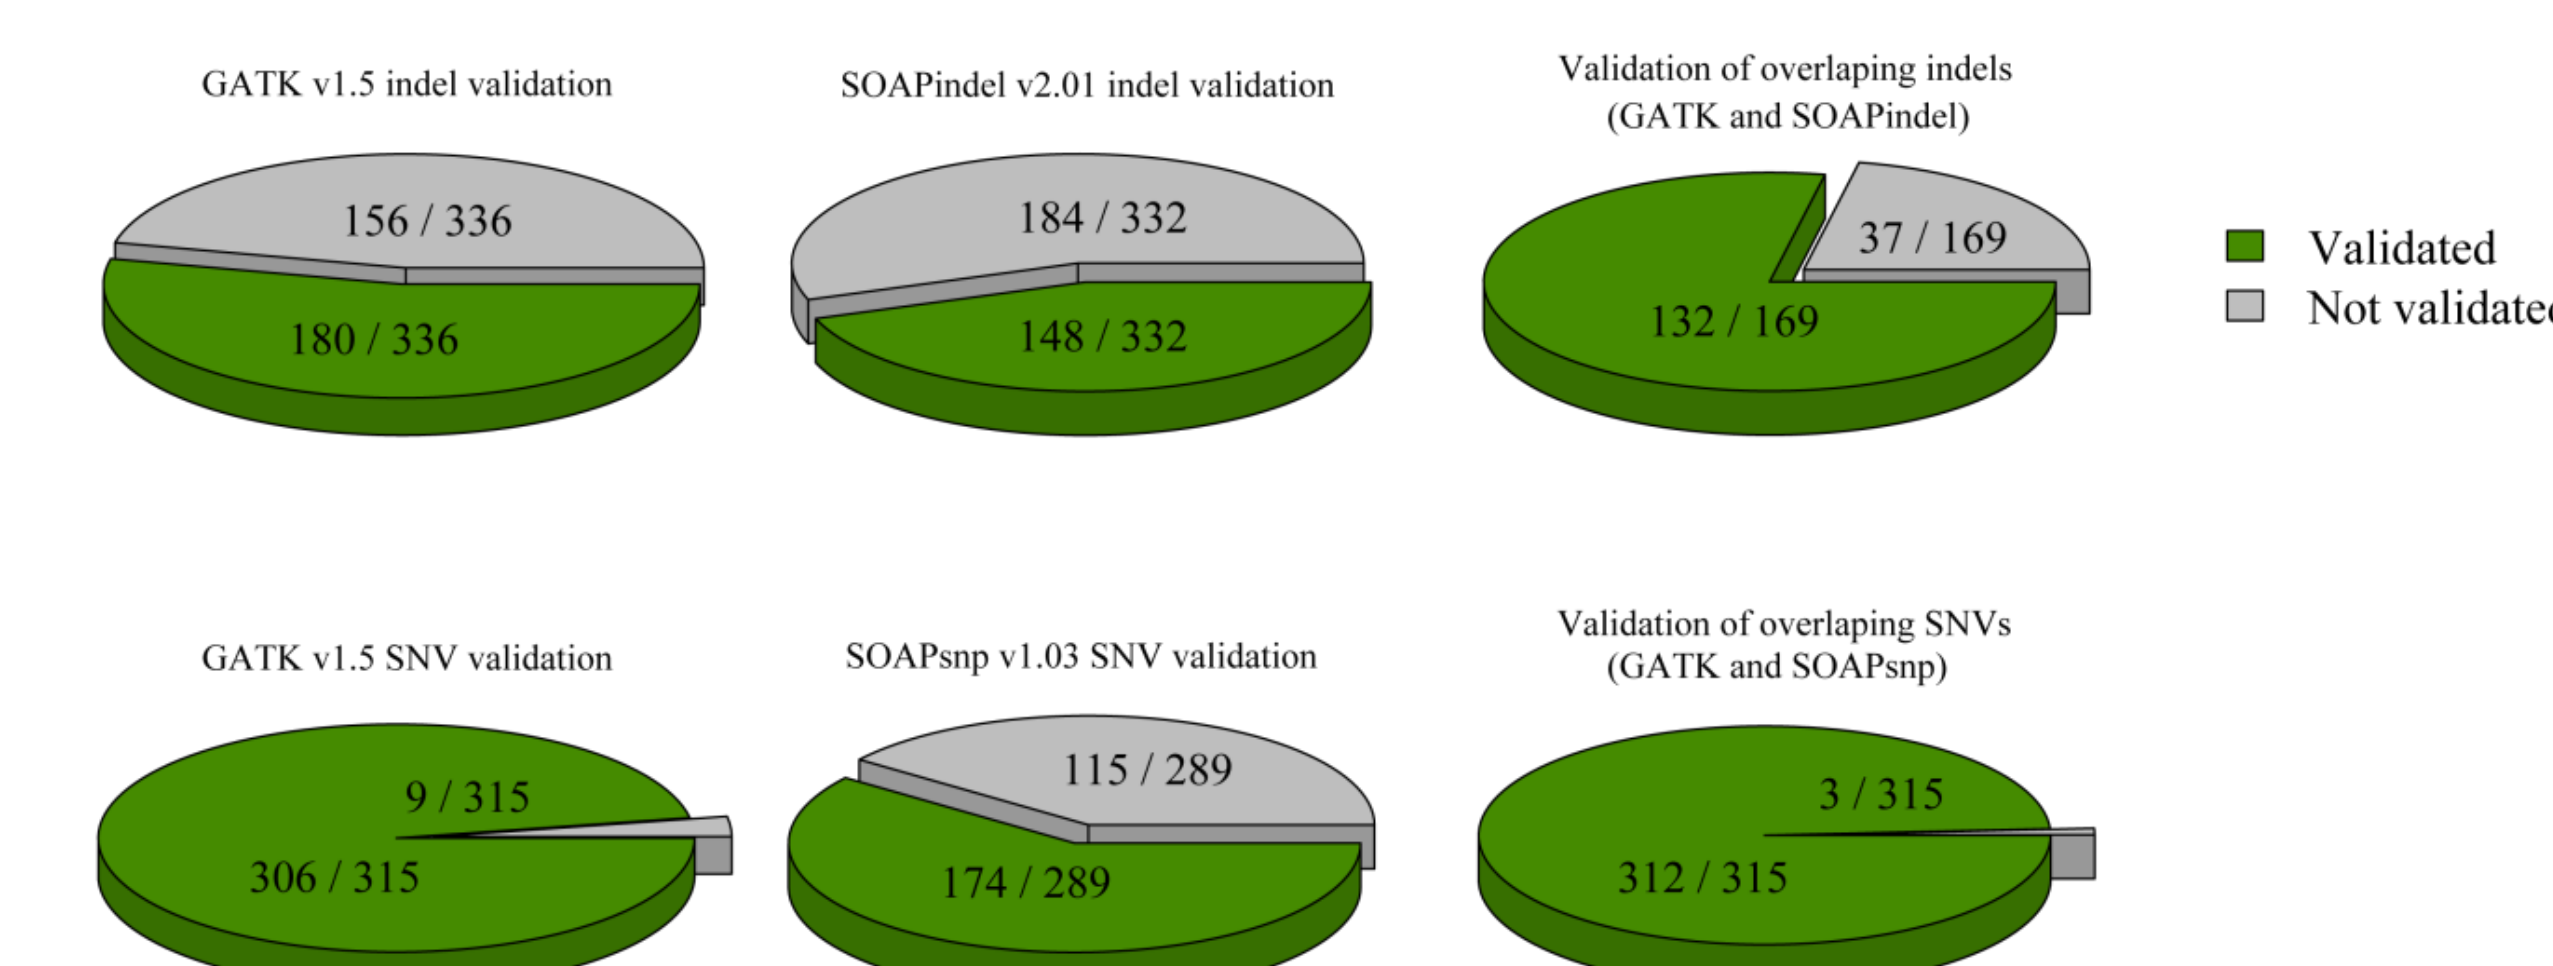 GATK v1.5 indel validation
156 / 336
180 / 336
SOAPindel v2.01 indel validation
184 / 332
148 / 332
Validation of overlaping indels
(GATK and SOAPindel)
37 / 169
132 / 169
Validated
Not validated
GATK v1.5 SNV validation
9 / 315
306 / 315
SOAPsnp v1.03 SNV validation
115 / 289
174 / 289
Validation of overlaping SNVs
(GATK and SOAPsnp)
3 / 315
312 / 315